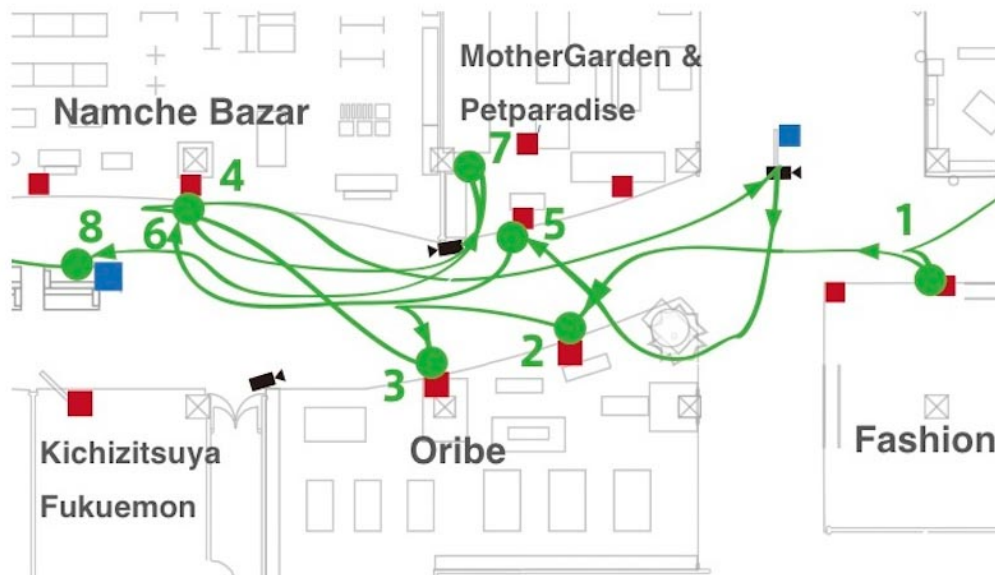 MotherGarden &
Petparadise
Namche Bazar
7
4
5
1
8
6
2
3
Kichizitsuya
Fukuemon
Oribe
Fashion